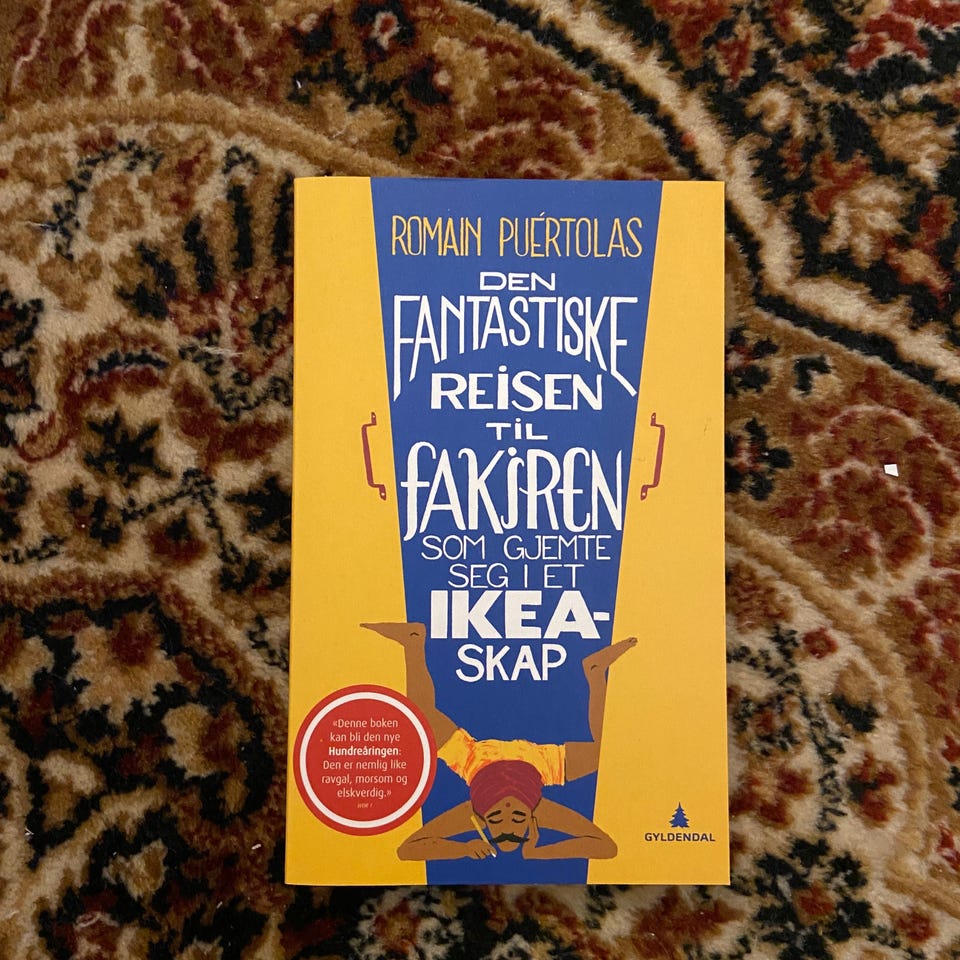 ROMAIN PUÉRTOLAS
DEN
FANTASTISKE
REISEN
TIL
FAKIREN
SOM GJEMTE
SEG I ET
IKEA-
SKAP
«Denne boken
kan bli den nye
Hundreåringen:
Den er nemlig like
ravgal, morsom og
elskverdig.»
GYLDENDAL